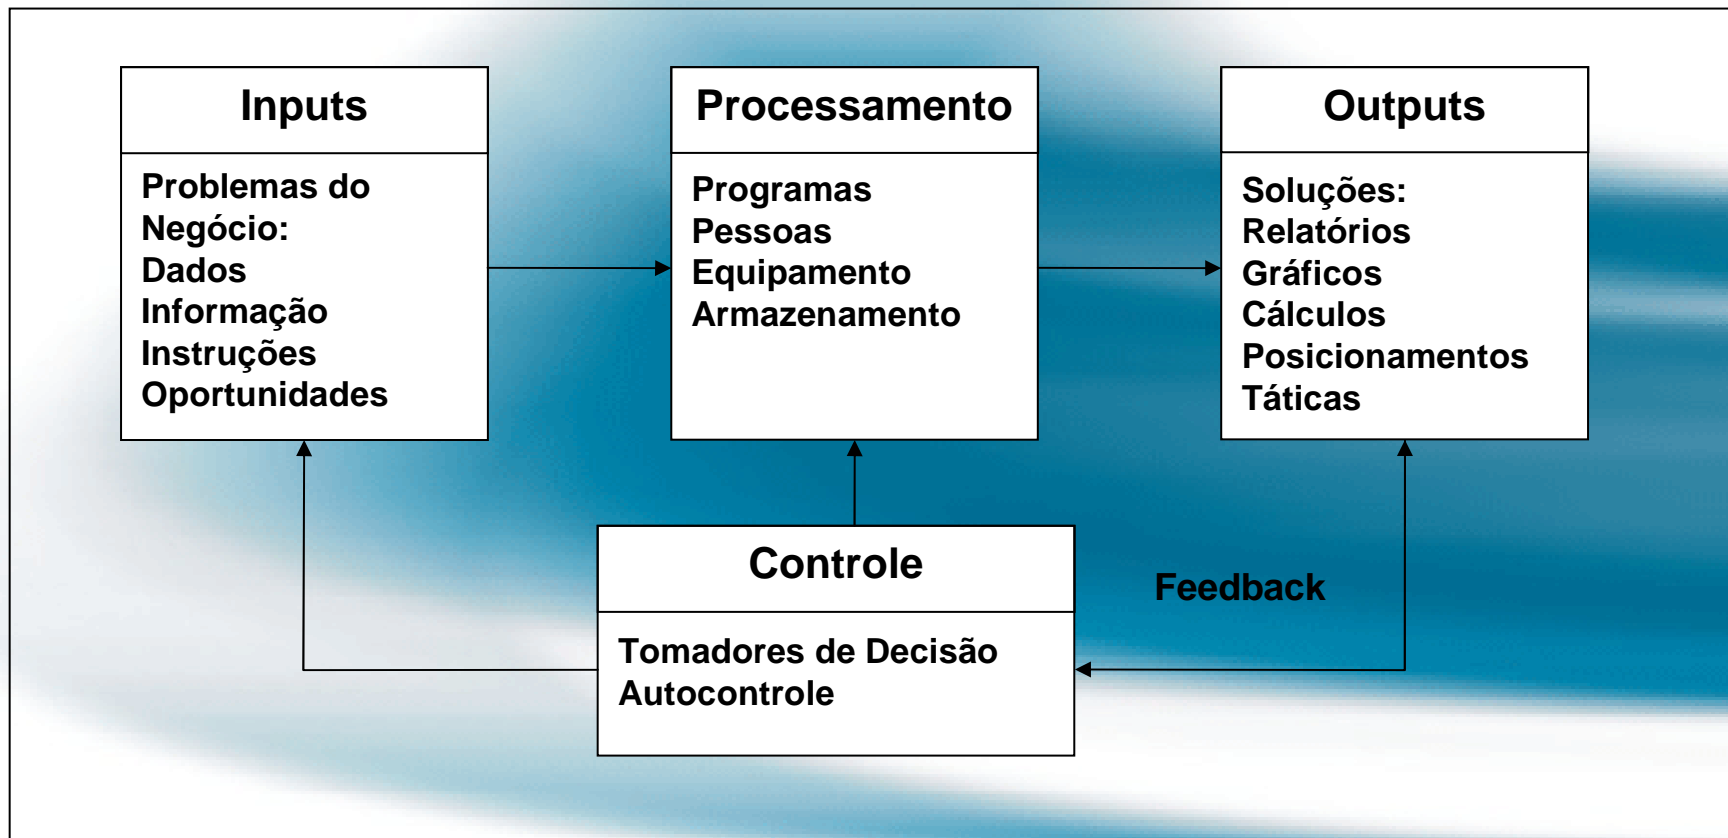 Inputs
Problemas do
Negócio:
Dados
Informação
Instruções
Oportunidades
Processamento
Programas
Pessoas
Equipamento
Armazenamento
Outputs
Soluções:
Relatórios
Gráficos
Cálculos
Posicionamentos
Táticas
Controle
Tomadores de Decisão
Autocontrole
Feedback